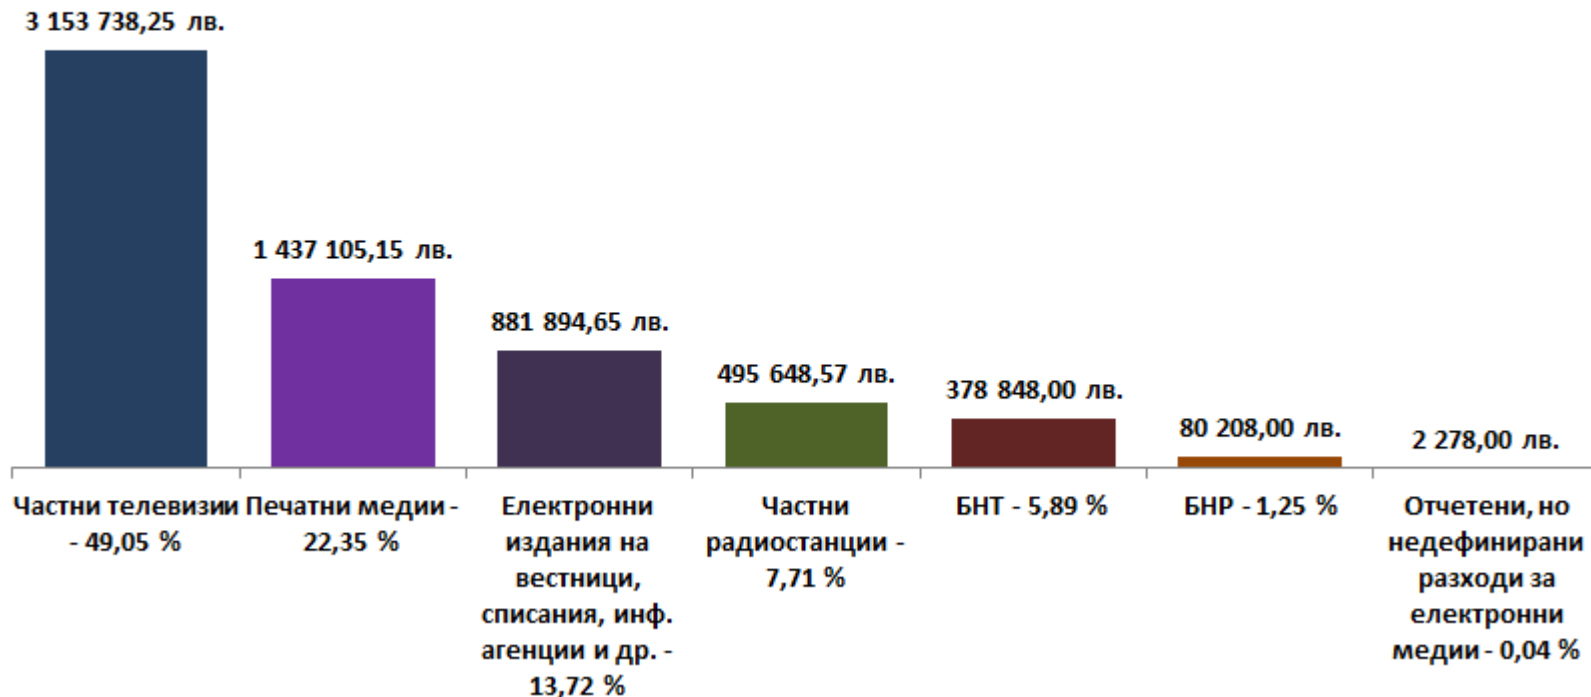 3 153 738,25 лв.
1 437 105,15 лв.
881 894,65 лв.
495 648,57 лв.
378 848,00 лв.
80 208,00 лв.
2 278,00 лв.
Частни телевизии
- 49,05 %
Печатни медии -
22,35 %
Електронни
издания на
вестници,
списания, инф.
агенции и др. -
13,72 %
Частни
радиостанции -
7,71 %
БНТ - 5,89 %
БНР - 1,25 %
Отчетени, но
недефинирани
разходи за
електронни
медии - 0,04 %